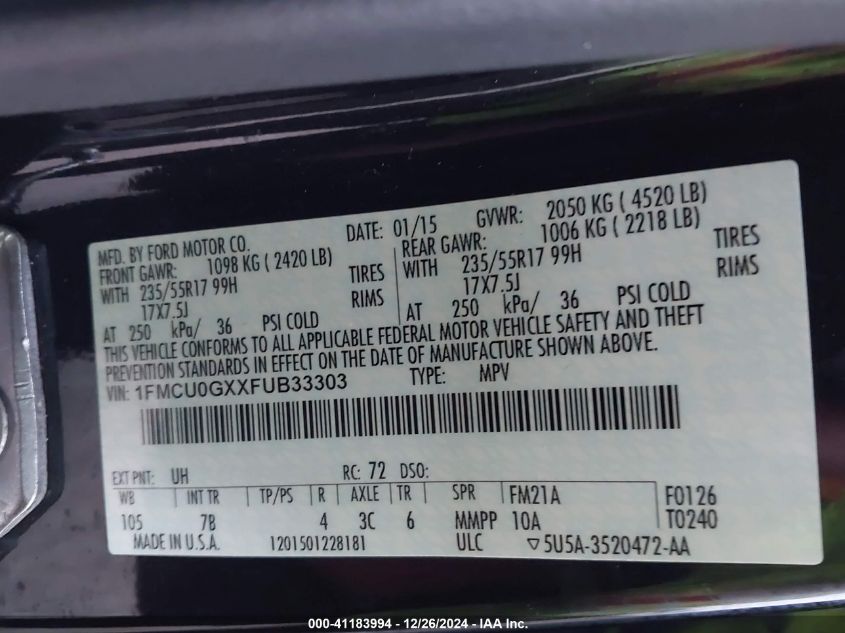 MFD. BY FORD MOTOR CO. DATE: 01/15 GVWR: 2050 KG ( 4520 LB)
FRONT GAWR: 1098 KG ( 2420 LB) REAR GAWR: 1006 KG ( 2218 LB)
WITH 235/55R17 99H TIRES WITH 235/55R17 99H TIRES
17X7.5J RIMS 17X7.5J RIMS
AT 250 kPa/ 36 PSI COLD AT 250 kPa/ 36 PSI COLD
THIS VEHICLE CONFORMS TO ALL APPLICABLE FEDERAL MOTOR VEHICLE SAFETY AND THEFT
PREVENTION STANDARDS IN EFFECT ON THE DATE OF MANUFACTURE SHOWN ABOVE.
VIN: 1FMCU0GXXFUB33303 TYPE: MPV
EXT PNT: UH RC: 72 DSO:
WB INT TR TP/PS R AXLE TR SPR FM21A F0126
105 7B 4 3C 6 MMPP 10A T0240
MADE IN U.S.A. 1201501228181 ULC ▽5U5A-3520472-AA
000-41183994 - 12/26/2024 - IAA Inc.